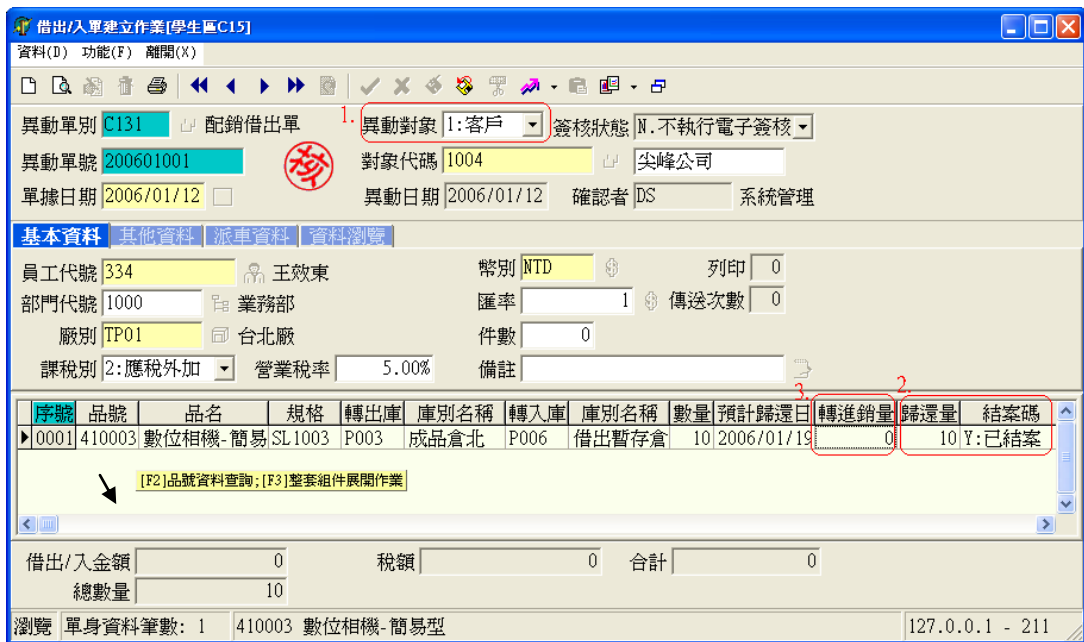 借出/入單建立作業[學生區C15]
資料(D) 功能(F) 離開(X)
異動單別 C131 配銷借出單 1. 異動對象 1:客戶 簽核狀態 N.不執行電子簽核
異動單號 200601001 核 對象代碼 1004 尖峰公司
單據日期 2006/01/12 異動日期 2006/01/12 確認者 DS 系統管理
基本資料 其他資料 派車資料 資料瀏覽
員工代號 334 王效東 幣別 NTD 列印 0
部門代號 1000 業務部 匯率 1 傳送次數 0
廠別 TP01 台北廠 件數 0
課稅別 2:應稅外加 營業稅率 5.00% 備註
3. 2.
序號 品號 品名 規格 轉出庫 庫別名稱 轉入庫 庫別名稱 數量 預計歸還日 轉進銷量 歸還量 結案碼
0001 410003 數位相機-簡易 SL1003 P003 成品倉北 P006 借出暫存倉 10 2006/01/19 0 10 Y:已結案
[F2]品號資料查詢;[F3]整套組件展開作業
借出/入金額 0 稅額 0 合計 0
總數量 10
瀏覽 單身資料筆數: 1 410003 數位相機-簡易型 127.0.0.1 - 211